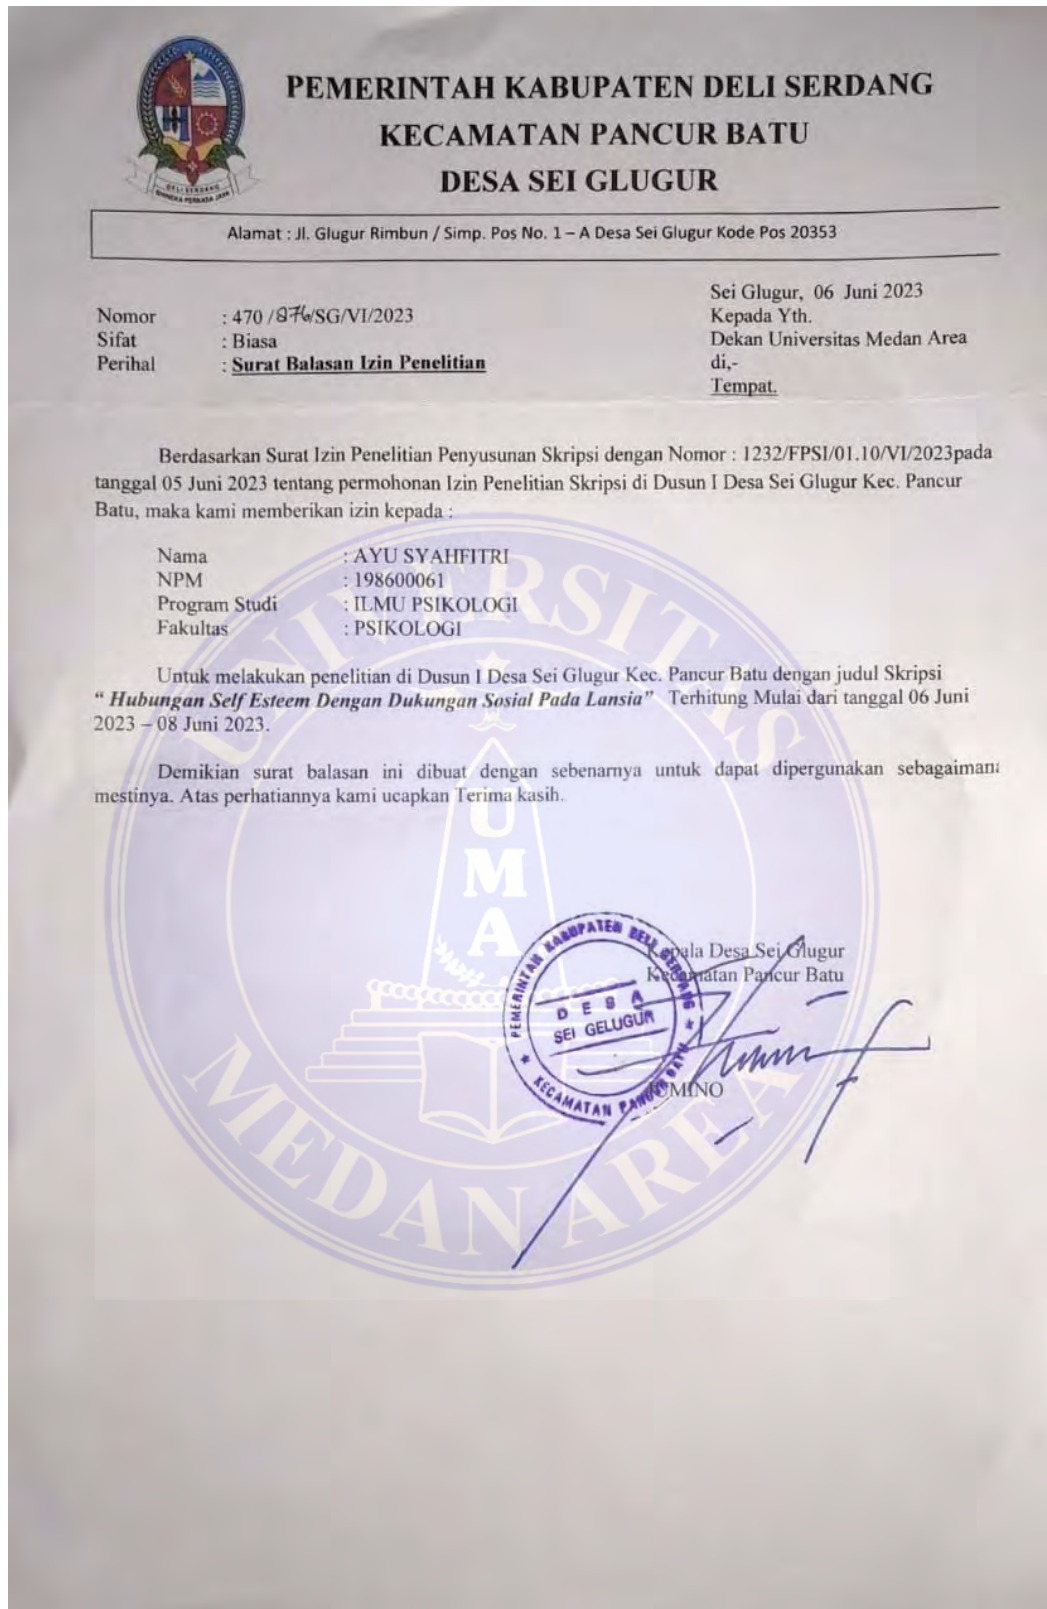 PEMERINTAH KABUPATEN DELI SERDANG
KECAMATAN PANCUR BATU
DESA SEI GLUGUR
DELI SERDANG
BHINNEKA PERKASA JAYA
Alamat : Jl. Glugur Rimbun / Simp. Pos No. 1 – A Desa Sei Glugur Kode Pos 20353
Sei Glugur, 06 Juni 2023
Nomor : 470 /876/SG/VI/2023
Kepada Yth.
Sifat : Biasa
Dekan Universitas Medan Area
Perihal : Surat Balasan Izin Penelitian
di,-
Tempat.
Berdasarkan Surat Izin Penelitian Penyusunan Skripsi dengan Nomor : 1232/FPSI/01.10/VI/2023pada
tanggal 05 Juni 2023 tentang permohonan Izin Penelitian Skripsi di Dusun I Desa Sei Glugur Kec. Pancur
Batu, maka kami memberikan izin kepada :
Nama : AYU SYAHFITRI
NPM : 198600061
Program Studi : ILMU PSIKOLOGI
Fakultas : PSIKOLOGI
Untuk melakukan penelitian di Dusun I Desa Sei Glugur Kec. Pancur Batu dengan judul Skripsi
“ Hubungan Self Esteem Dengan Dukungan Sosial Pada Lansia” Terhitung Mulai dari tanggal 06 Juni
2023 – 08 Juni 2023.
Demikian surat balasan ini dibuat dengan sebenarnya untuk dapat dipergunakan sebagaimana
mestinya. Atas perhatiannya kami ucapkan Terima kasih.
Kepala Desa Sei Glugur
Kecamatan Pancur Batu
JUMINO
PEMERINTAH KABUPATEN DELI SERDANG
DESA
SEI GELUGUR
KECAMATAN PANCUR BATU
UNIVERSITAS
UMA
MEDAN AREA